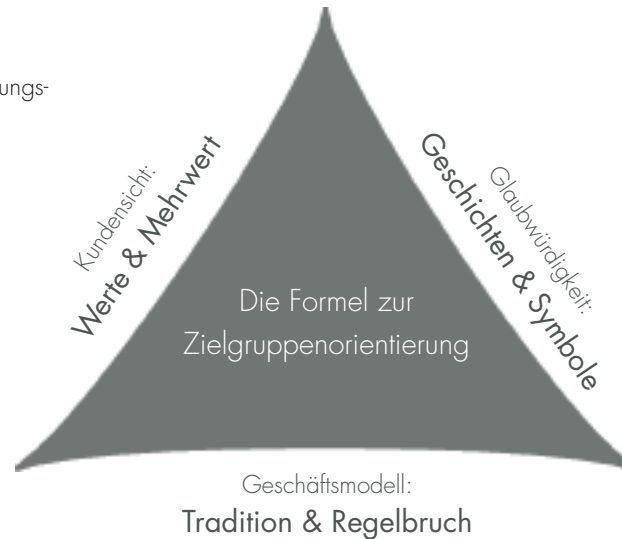 ungs-
Kundensicht:
Werte & Mehrwert
Glaubwürdigkeit:
Geschichten & Symbole
Die Formel zur
Zielgruppenorientierung
Geschäftsmodell:
Tradition & Regelbruch